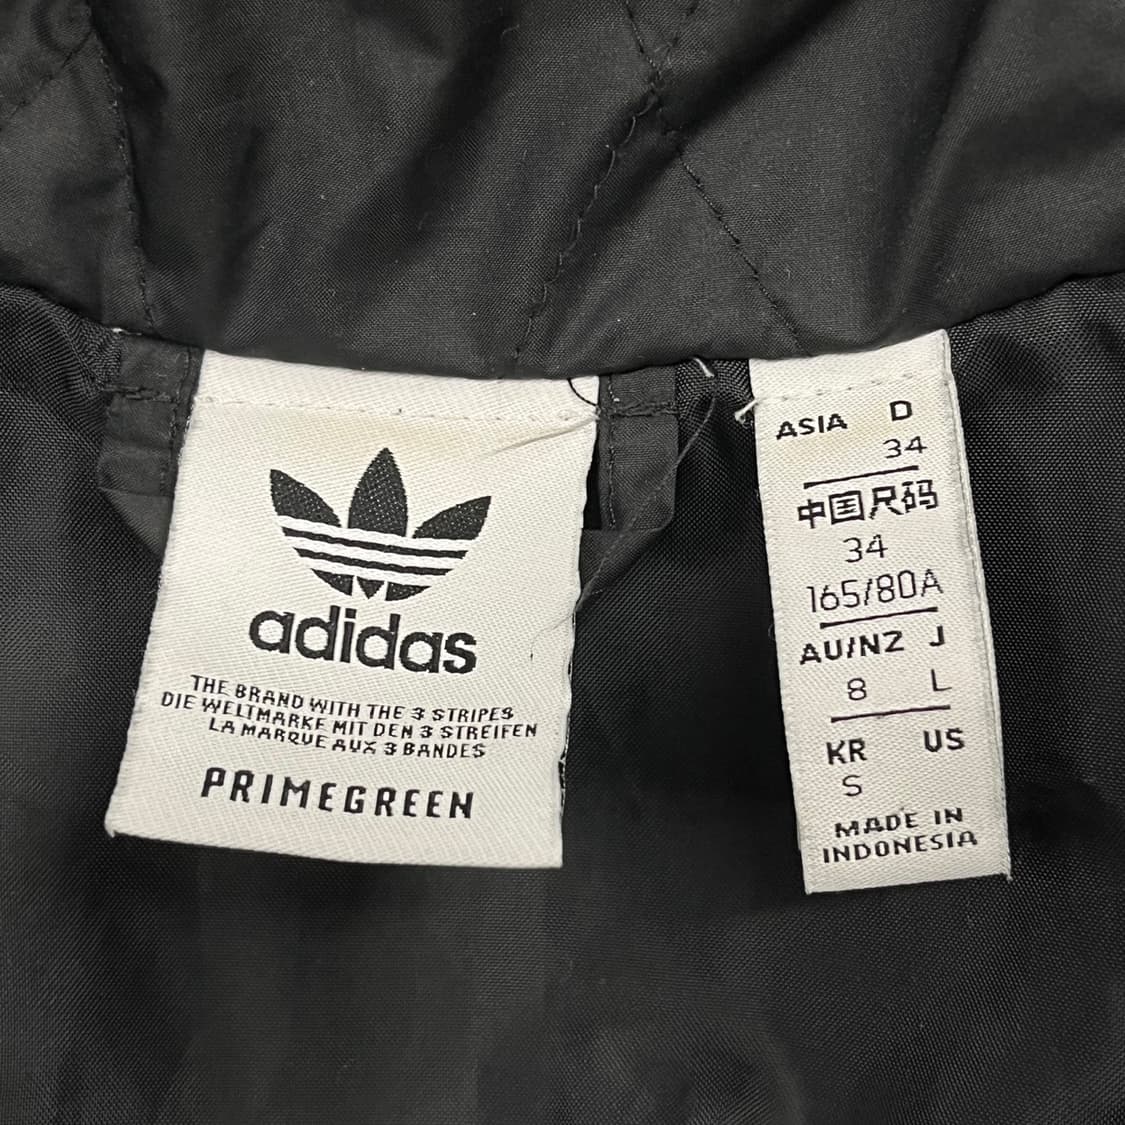 adidas
THE BRAND WITH THE 3 STRIPES
DIE WELTMARKE MIT DEN 3 STREIFEN
LA MARQUE AUX 3 BANDES
PRIMEGREEN
ASIA D
34
中国尺码
34
165/80A
AU/NZ J
8 L
KR US
S
MADE IN
INDONESIA